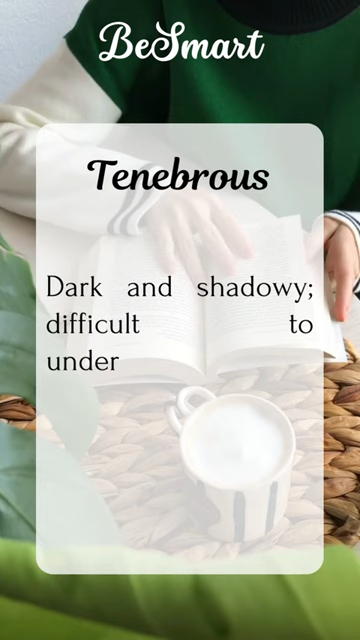 BeSmart
Tenebrous
Dark and shadowy;
difficult to
under